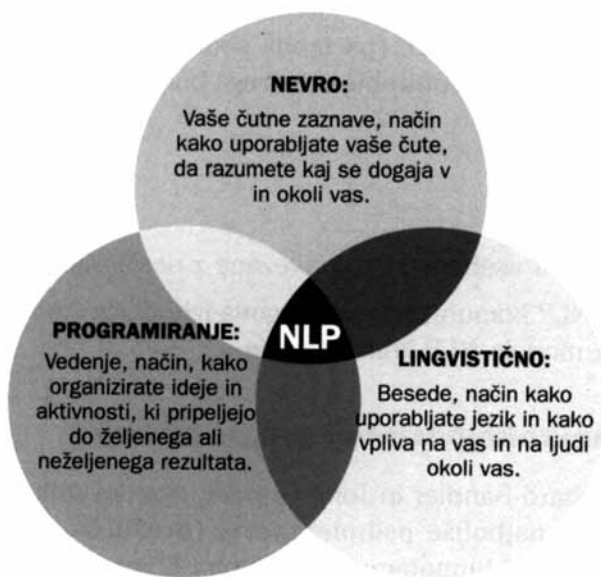 NEVRO:
Vaše čutne zaznave, način
kako uporabljate vaše čute,
da razumete kaj se dogaja v
in okoli vas.
PROGRAMIRANJE:
Vedenje, način, kako
organizirate ideje in
aktivnosti, ki pripeljejo
do željenega ali
neželjenega rezultata.
NLP
LINGVISTIČNO:
Besede, način kako
uporabljate jezik in kako
vpliva na vas in na ljudi
okoli vas.